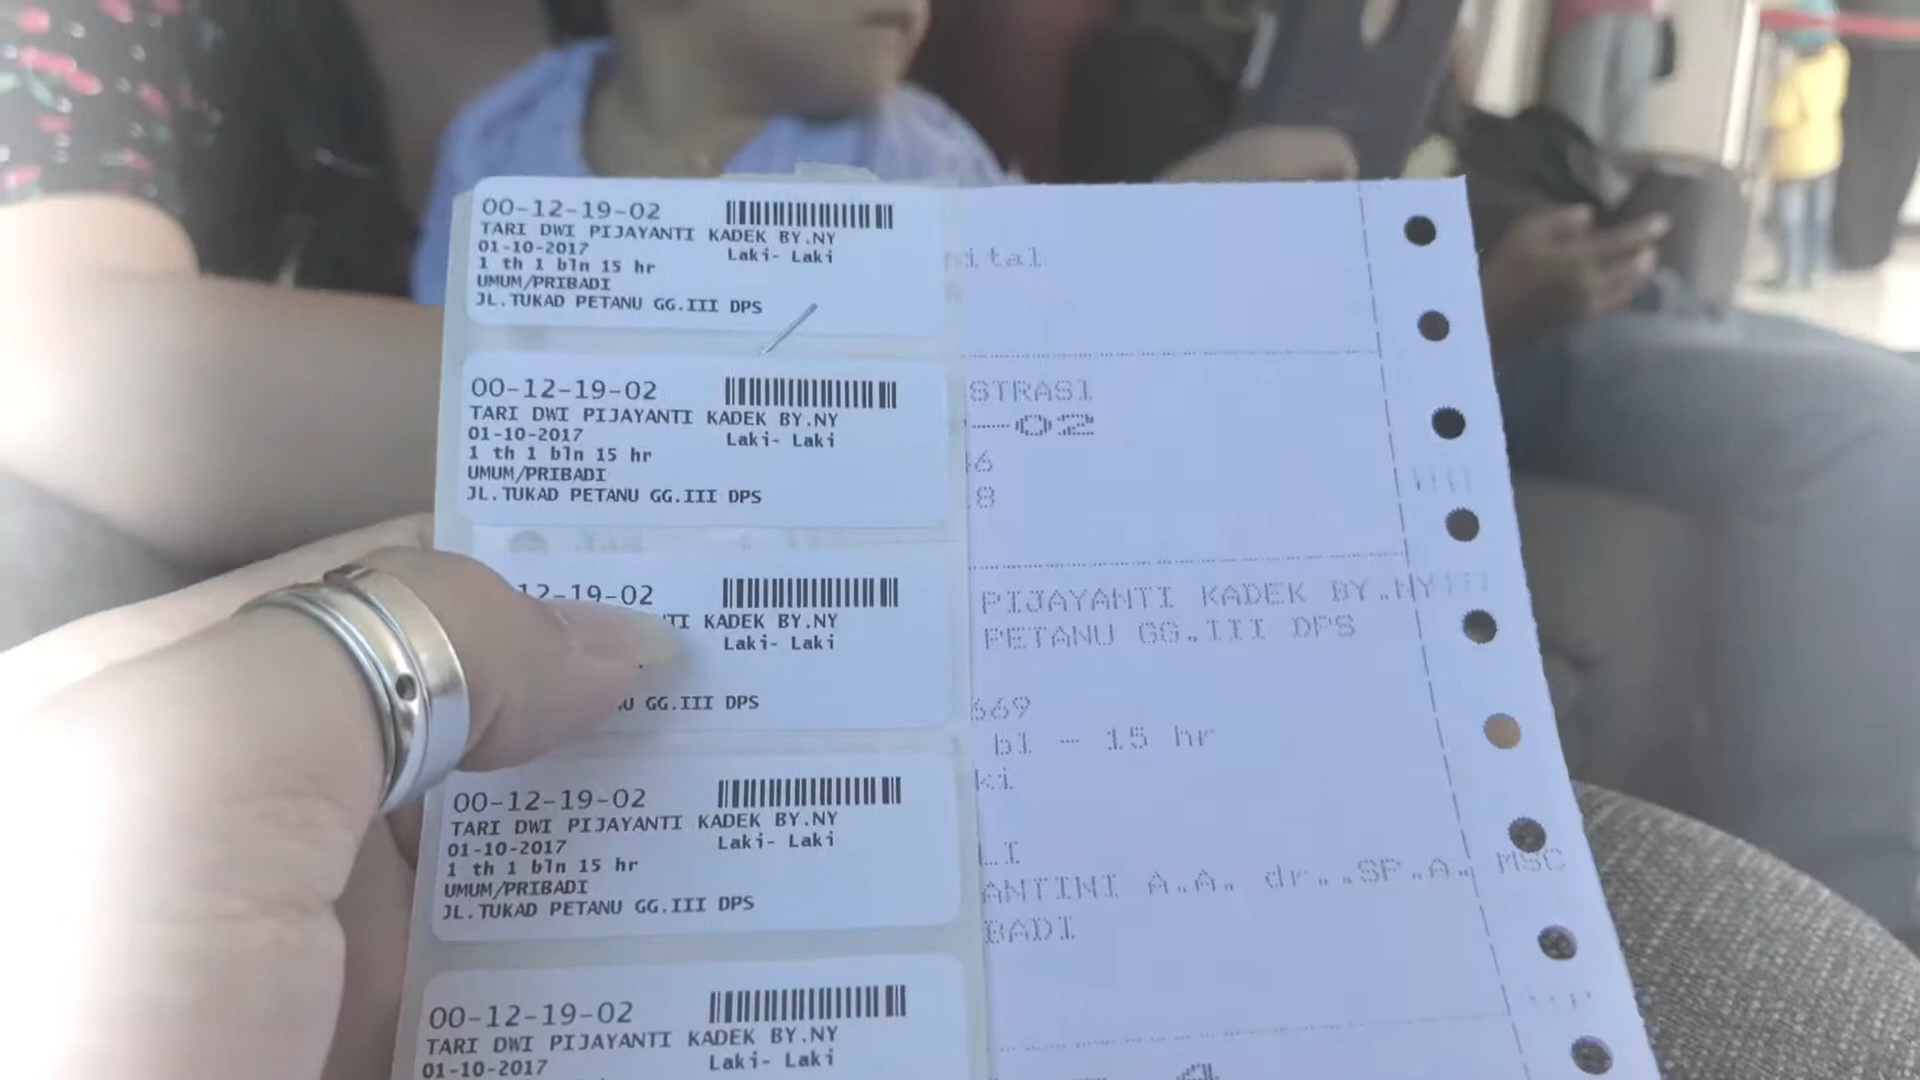 00-12-19-02
TARI DWI PIJAYANTI KADEK BY.NY
01-10-2017 Laki- Laki
1 th 1 bln 15 hr
UMUM/PRIBADI
JL.TUKAD PETANU GG.III DPS
00-12-19-02
TARI DWI PIJAYANTI KADEK BY.NY
01-10-2017 Laki- Laki
1 th 1 bln 15 hr
UMUM/PRIBADI
JL.TUKAD PETANU GG.III DPS
12-19-02
TI KADEK BY.NY
Laki- Laki
GG.III DPS
00-12-19-02
TARI DWI PIJAYANTI KADEK BY.NY
01-10-2017 Laki- Laki
1 th 1 bln 15 hr
UMUM/PRIBADI
JL.TUKAD PETANU GG.III DPS
00-12-19-02
TARI DWI PIJAYANTI KADEK BY.NY
01-10-2017 Laki- Laki
ital
STRASI
-02
6
8
PIJAYANTI KADEK BY.NY
PETANU GG.III DPS
669
bl - 15 hr
ki
LI
ANTINI A.A. dr..SP.A. MSC
BADI